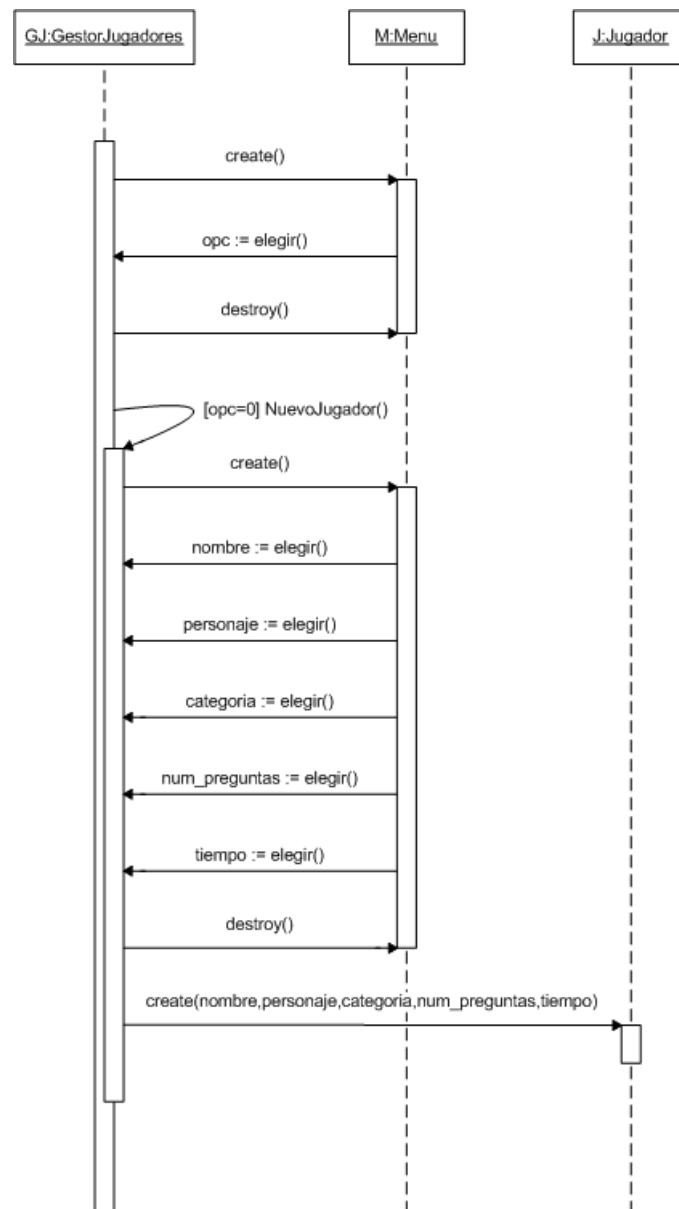 GJ:GestorJugadores
M:Menu
J:Jugador
create()
opc := elegir()
destroy()
[opc=0] NuevoJugador()
create()
nombre := elegir()
personaje := elegir()
categoria := elegir()
num_preguntas := elegir()
tiempo := elegir()
destroy()
create(nombre,personaje,categoria,num_preguntas,tiempo)